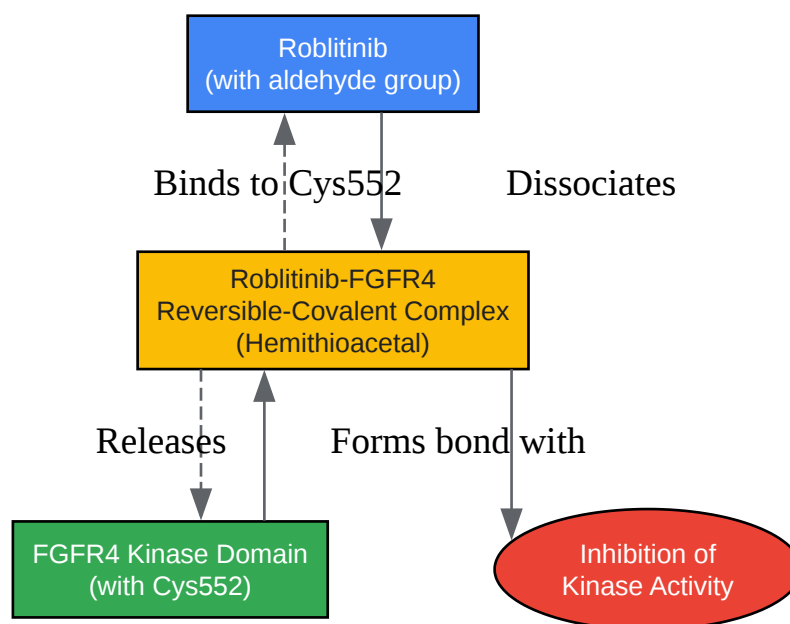 Roblitinib
(with aldehyde group)
Binds to Cys552
Dissociates
Roblitinib-FGFR4
Reversible-Covalent Complex
(Hemithioacetal)
Releases
Forms bond with
FGFR4 Kinase Domain
(with Cys552)
Inhibition of
Kinase Activity